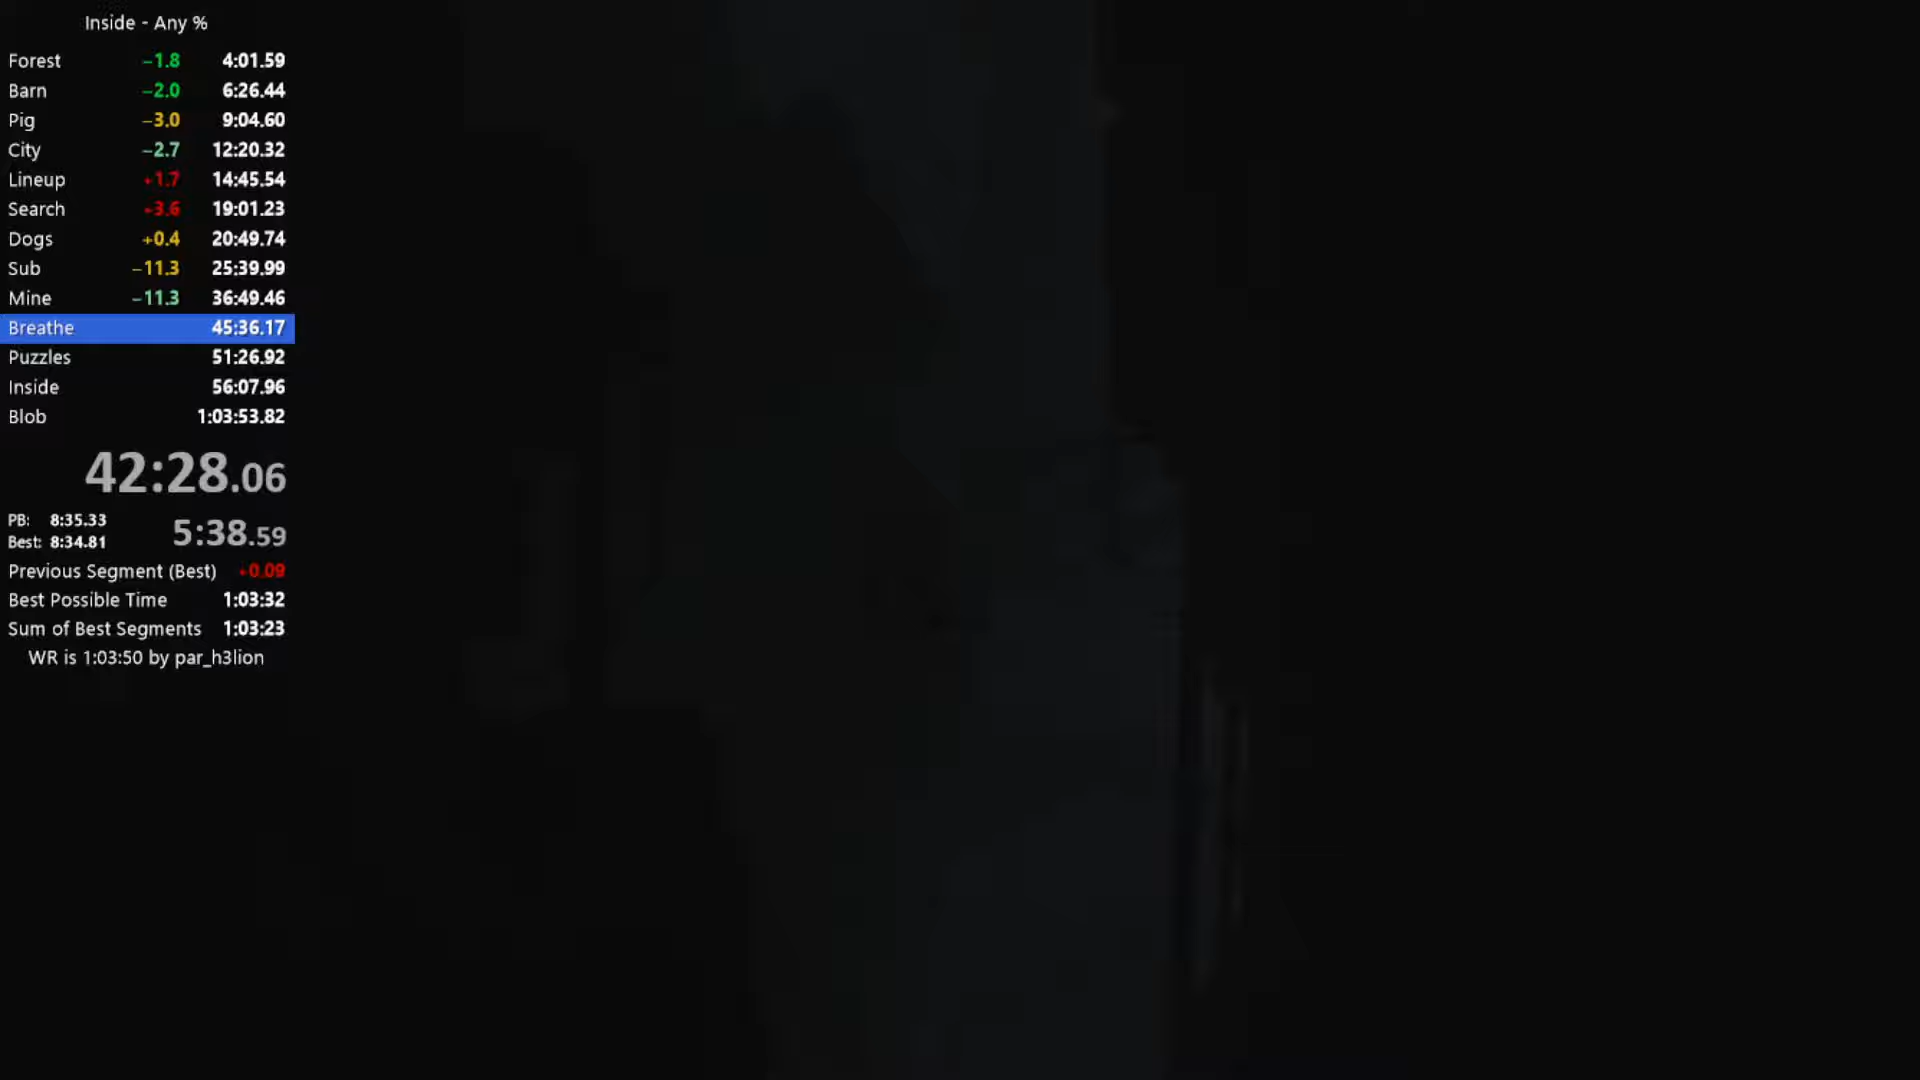 Inside - Any %
Forest −1.8 4:01.59
Barn −2.0 6:26.44
Pig −3.0 9:04.60
City −2.7 12:20.32
Lineup +1.7 14:45.54
Search +3.6 19:01.23
Dogs +0.4 20:49.74
Sub −11.3 25:39.99
Mine −11.3 36:49.46
Breathe 45:36.17
Puzzles 51:26.92
Inside 56:07.96
Blob 1:03:53.82
42:28.06
PB: 8:35.33
Best: 8:34.81
5:38.59
Previous Segment (Best) +0.09
Best Possible Time 1:03:32
Sum of Best Segments 1:03:23
WR is 1:03:50 by par_h3lion